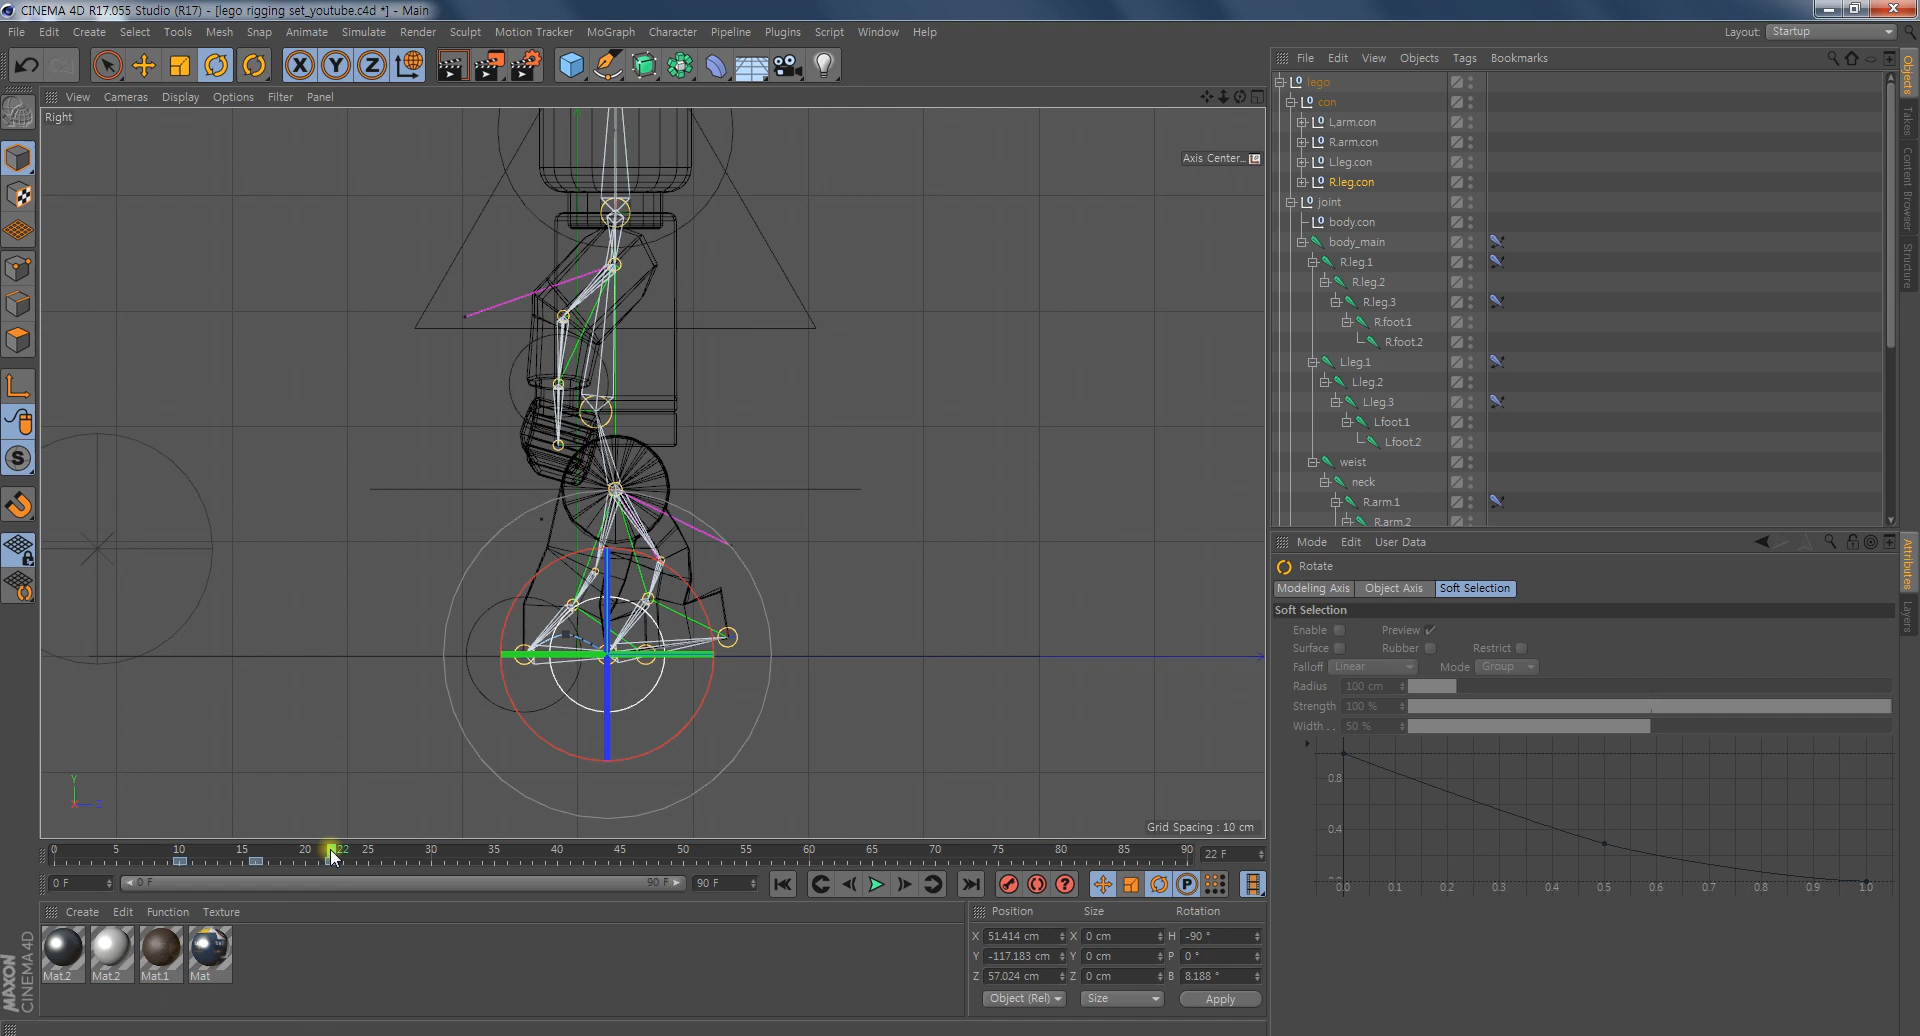 CINEMA 4D R17.055 Studio (R17) - [lego rigging set_youtube.c4d *] - Main
File Edit Create Select Tools Mesh Snap Animate Simulate Render Sculpt Motion Tracker MoGraph Character Pipeline Plugins Script Window Help
Layout: Startup
File Edit View Objects Tags Bookmarks
View Cameras Display Options Filter Panel
Right
Axis Center...
lego
con
L.arm.con
R.arm.con
L.leg.con
R.leg.con
joint
body.con
body_main
R.leg.1
R.leg.2
R.leg.3
R.foot.1
R.foot.2
L.leg.1
L.leg.2
L.leg.3
L.foot.1
L.foot.2
weist
neck
R.arm.1
R.arm.2
Objects
Takes
Content Browser
Structure
Mode Edit User Data
Rotate
Modeling Axis Object Axis Soft Selection
Soft Selection
Enable Preview
Surface Rubber Restrict
Falloff Linear Mode Group
Radius 100 cm
Strength 100 %
Width . . 50 %
0.8
0.4
0.0 0.1 0.2 0.3 0.4 0.5 0.6 0.7 0.8 0.9 1.0
Attributes
Layers
Y
X
Z
Grid Spacing : 10 cm
0 5 10 15 20 22 25 30 35 40 45 50 55 60 65 70 75 80 85 90
22 F
0 F 0 F 90 F 90 F
Create Edit Function Texture
Mat.2 Mat.2 Mat.1 Mat
Position Size Rotation
X 51.414 cm X 0 cm H -90 °
Y -117.183 cm Y 0 cm P 0 °
Z 57.024 cm Z 0 cm B 8.188 °
Object (Rel) Size Apply
MAXON
CINEMA 4D